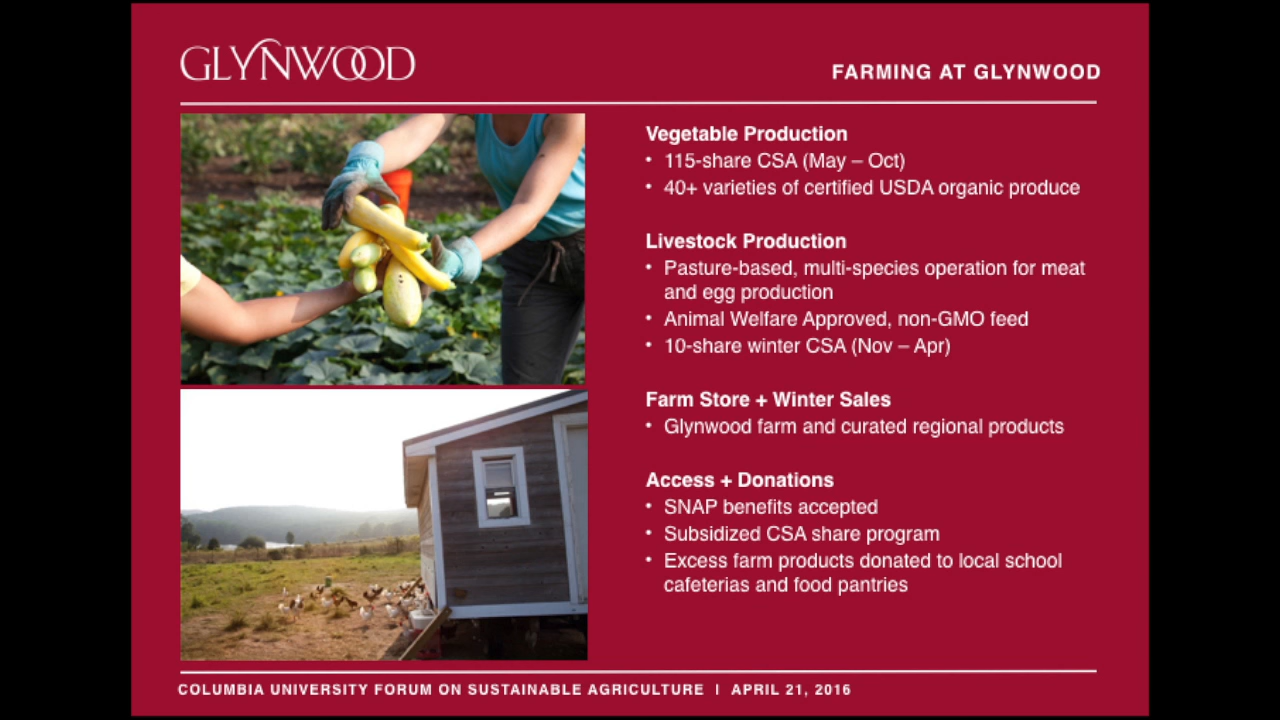 GLYNWOOD
FARMING AT GLYNWOOD
Vegetable Production
• 115-share CSA (May – Oct)
• 40+ varieties of certified USDA organic produce
Livestock Production
• Pasture-based, multi-species operation for meat
and egg production
• Animal Welfare Approved, non-GMO feed
• 10-share winter CSA (Nov – Apr)
Farm Store + Winter Sales
• Glynwood farm and curated regional products
Access + Donations
• SNAP benefits accepted
• Subsidized CSA share program
• Excess farm products donated to local school
cafeterias and food pantries
COLUMBIA UNIVERSITY FORUM ON SUSTAINABLE AGRICULTURE | APRIL 21, 2016